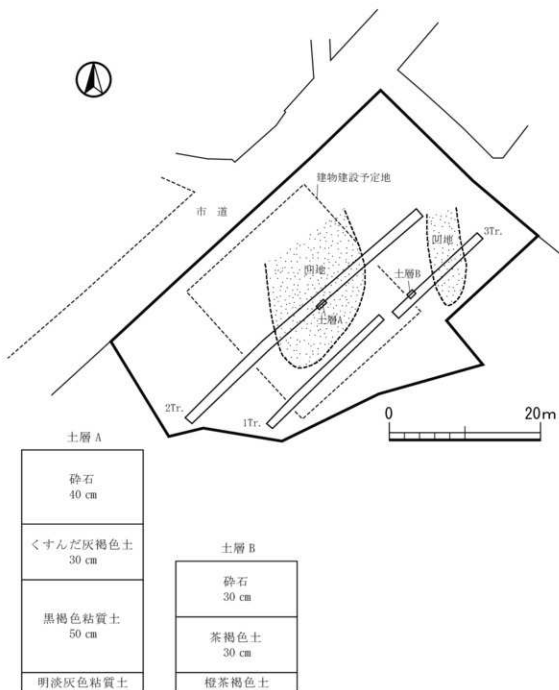 建物建設予定地
市 道
開地
開地
3Tr.
土層B
土層A
2Tr.
1Tr.
0
20m
土層 A
砕石
40 cm
くすんだ灰褐色土
30 cm
黒褐色粘質土
50 cm
明淡灰色粘質土
土層 B
砕石
30 cm
茶褐色土
30 cm
橙茶褐色土